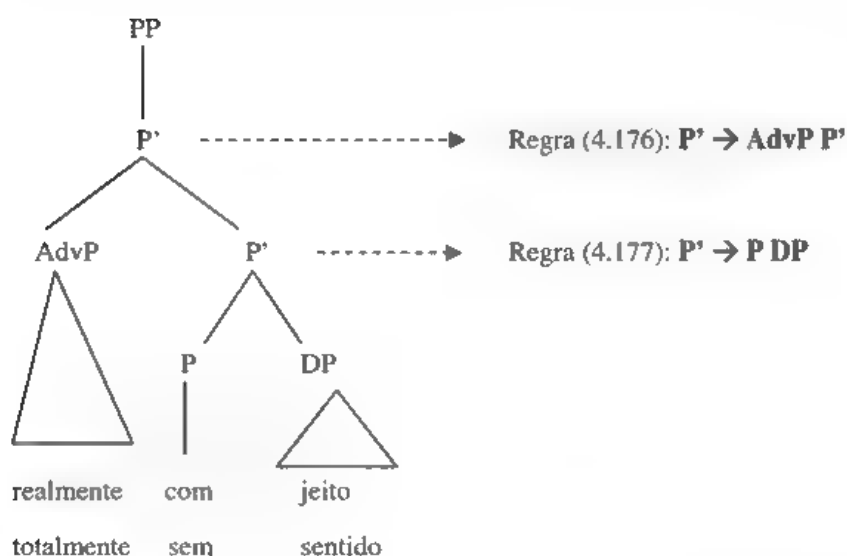 PP
P’ Regra (4.176): P’ → AdvP P’
AdvP P’ Regra (4.177): P’ → P DP
P DP
realmente com jeito
totalmente sem sentido